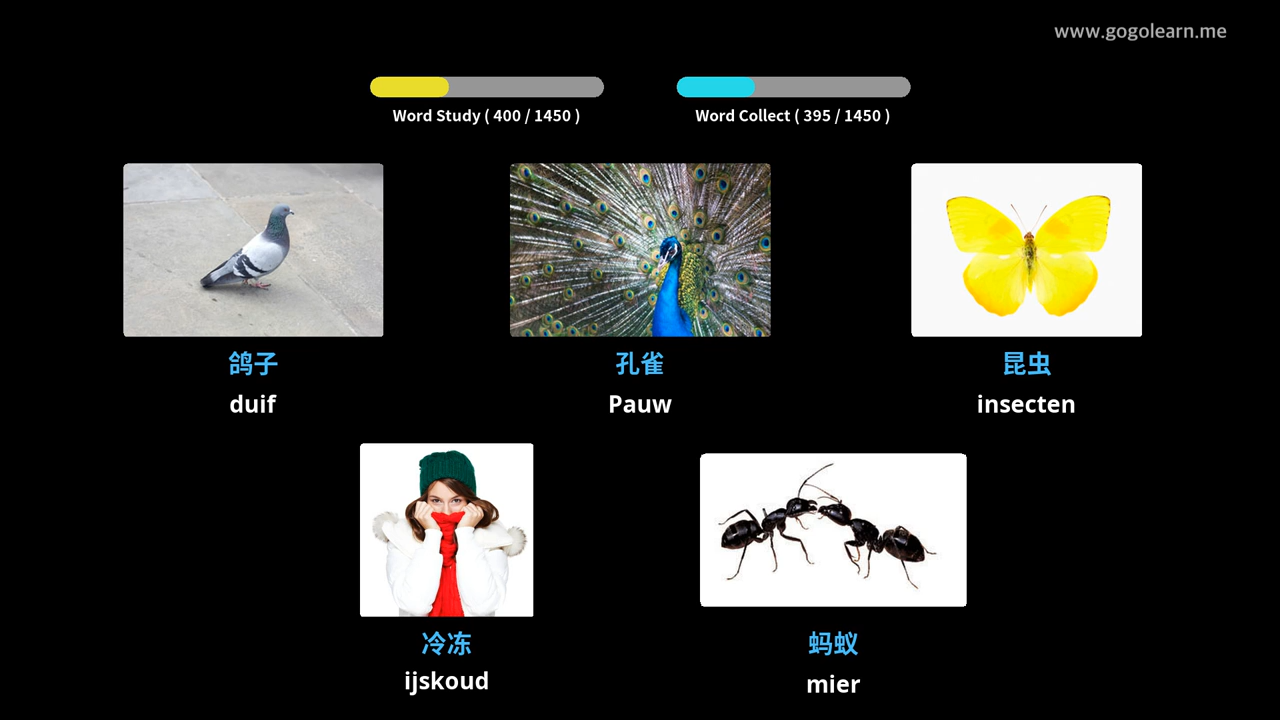 www.gogolearn.me
Word Study ( 400 / 1450 )
Word Collect ( 395 / 1450 )
鸽子
duif
孔雀
Pauw
昆虫
insecten
冷冻
ijskoud
蚂蚁
mier